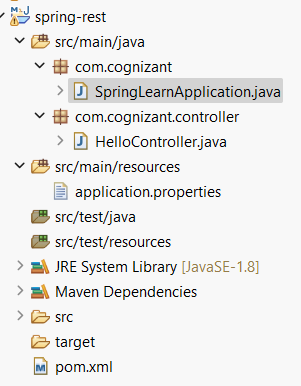 spring-rest
src/main/java
com.cognizant
SpringLearnApplication.java
com.cognizant.controller
HelloController.java
src/main/resources
application.properties
src/test/java
src/test/resources
JRE System Library [JavaSE-1.8]
Maven Dependencies
src
target
pom.xml